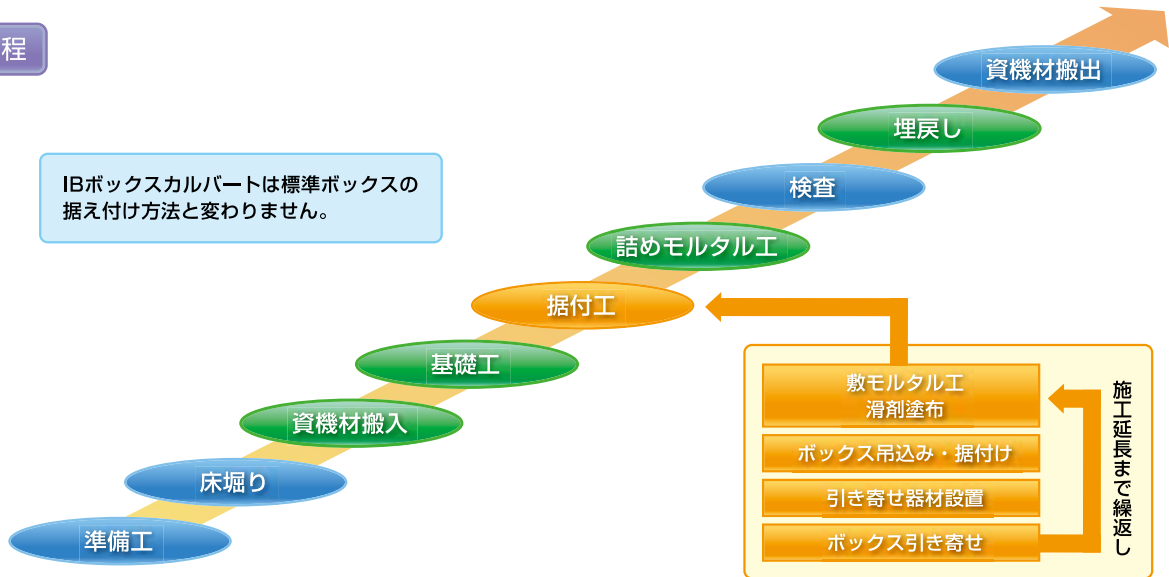 程
IBボックスカルバートは標準ボックスの
据え付け方法と変わりません。
資機材搬出
埋戻し
検査
詰めモルタル工
据付工
基礎工
資機材搬入
床堀り
準備工
敷モルタル工
滑剤塗布
ボックス吊込み・据付け
引き寄せ器材設置
ボックス引き寄せ
施工延長まで繰返し